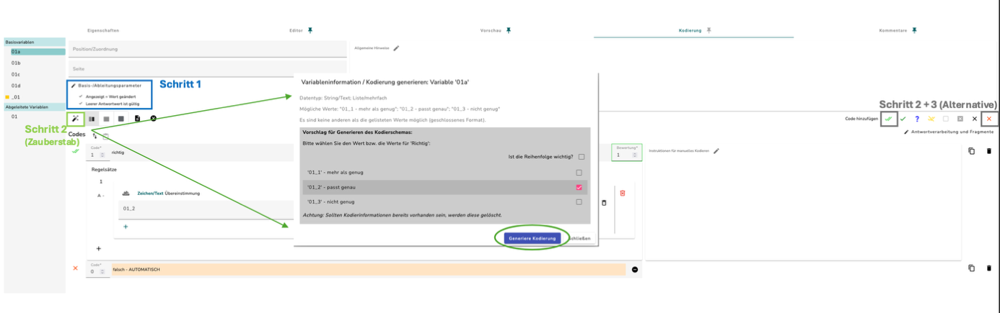 Eigenschaften
Editor
Vorschau
Kodierung
Kommentare
Basisvariablen
01a
01b
01c
01d
_01
Abgeleitete Variablen
01
Position/Zuordnung
Allgemeine Hinweise
Seite
Basis-/Ableitungsparameter
Angezeigt = Wert geändert
Leerer Antwortwert ist gültig
Schritt 1
Schritt 2
(Zauberstab)
Schritt 2 + 3 (Alternative)
Code hinzufügen
Antwortverarbeitung und Fragmente
Codes
Code*
1
richtig
Bewertung*
1
Instruktionen für manuelles Kodieren
Regelsätze
1
A -
Zeichen/Text Übereinstimmung
01_2
+
+
Code*
0
falsch - AUTOMATISCH
Variableninformation / Kodierung generieren: Variable '01a'
Datentyp: String/Text; Liste/mehrfach
Mögliche Werte: "01_1 - mehr als genug"; "01_2 - passt genau"; "01_3 - nicht genug"
Es sind keine anderen als die gelisteten Werte möglich (geschlossenes Format).
Vorschlag für Generieren des Kodierschemas:
Bitte wählen Sie den Wert bzw. die Werte für 'Richtig':
Ist die Reihenfolge wichtig?
'01_1' - mehr als genug
'01_2' - passt genau
'01_3' - nicht genug
Achtung: Sollten Kodierinformationen bereits vorhanden sein, werden diese gelöscht.
Generiere Kodierung
chließen